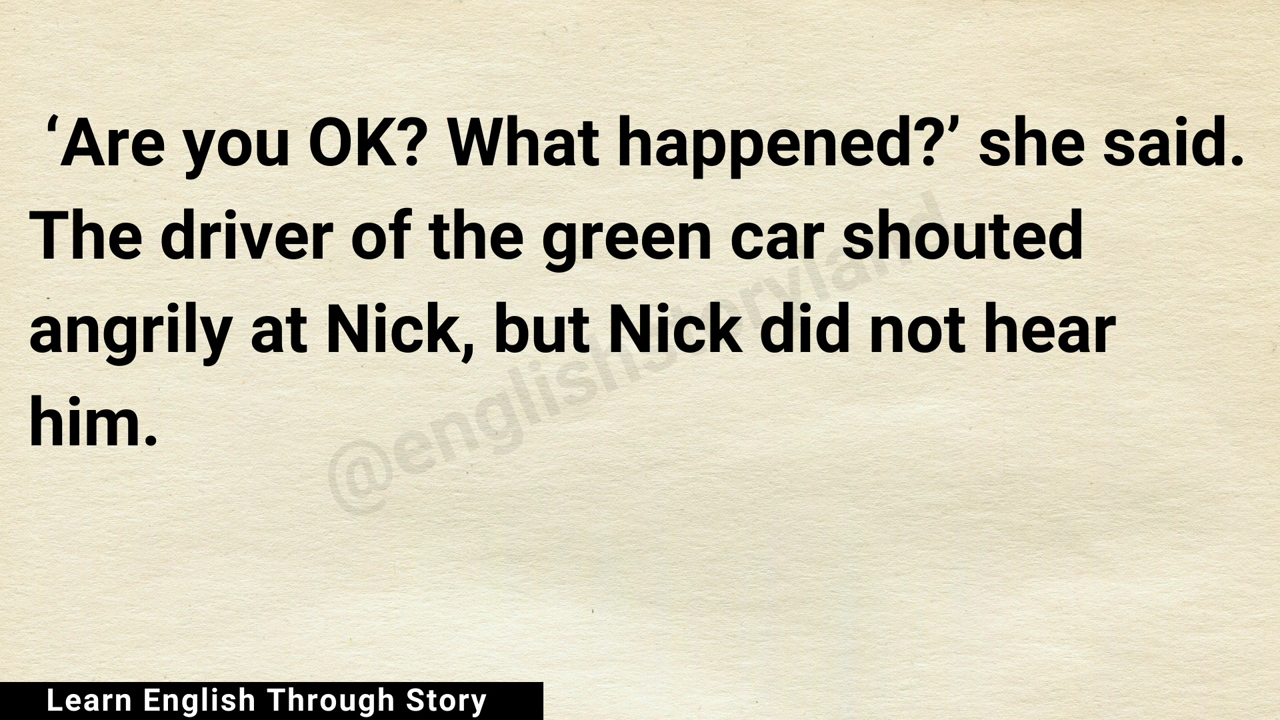 ‘Are you OK? What happened?’ she said.
The driver of the green car shouted
angrily at Nick, but Nick did not hear
him.
@englishstoryland
Learn English Through Story